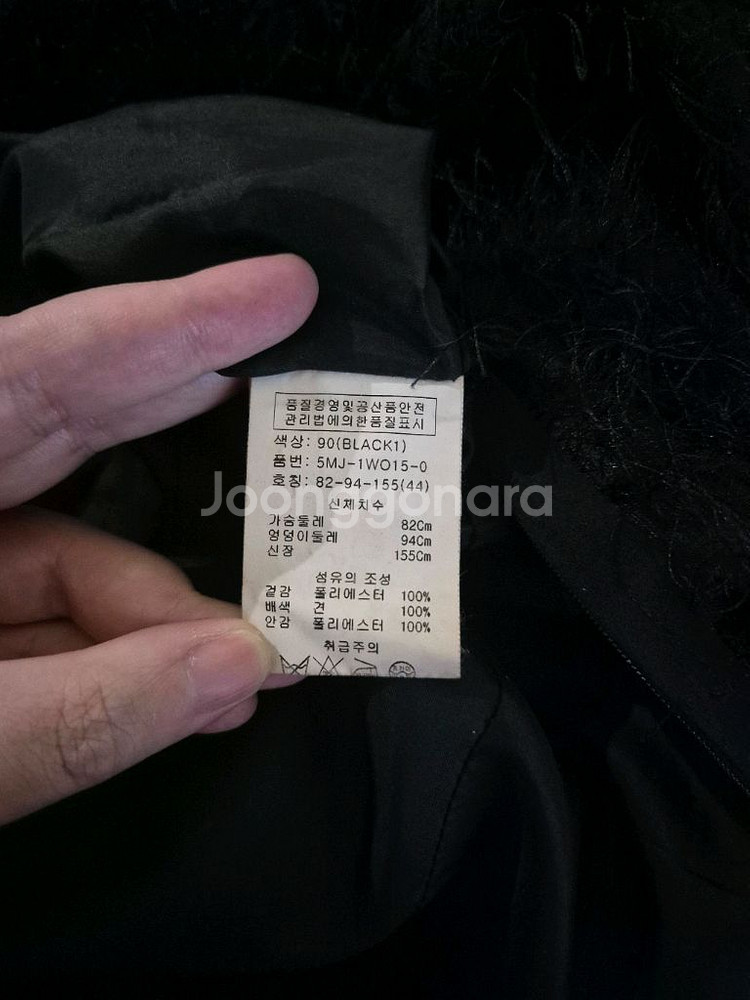 품질경영및공산품안전
관리법에의한품질표시
색상: 90(BLACK1)
품번: 5MJ-1WO15-0
호칭: 82-94-155(44)
Joonggonara
신체치수
가슴둘레 82Cm
엉덩이둘레 94Cm
신장 155Cm
섬유의 조성
겉감 폴리에스터 100%
배색 견 100%
안감 폴리에스터 100%
취급주의